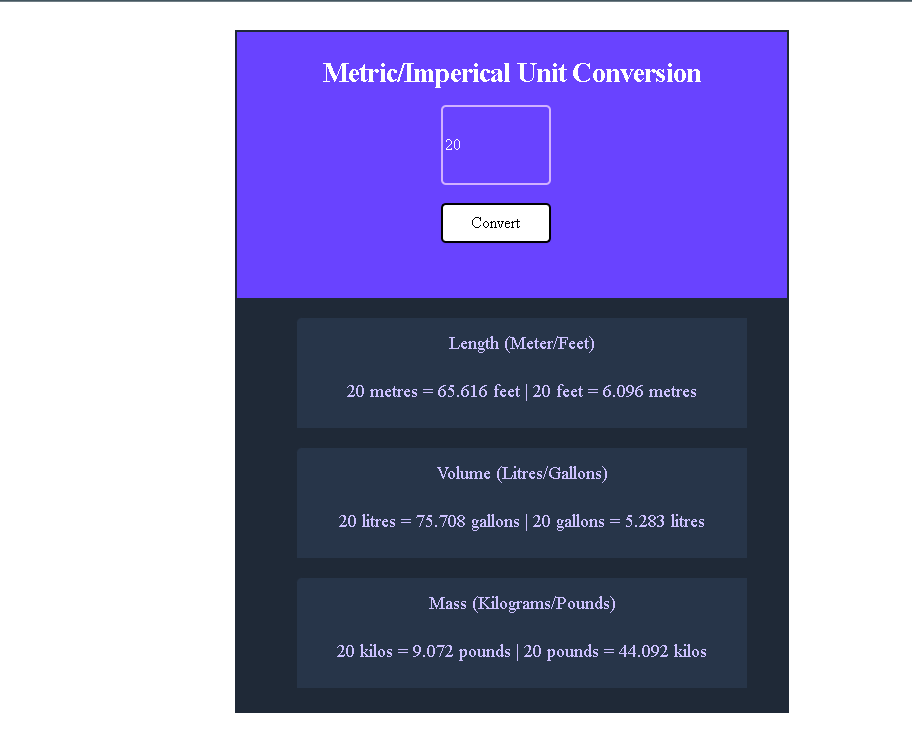 Metric/Imperical Unit Conversion
20
Convert
Length (Meter/Feet)
20 metres = 65.616 feet | 20 feet = 6.096 metres
Volume (Litres/Gallons)
20 litres = 75.708 gallons | 20 gallons = 5.283 litres
Mass (Kilograms/Pounds)
20 kilos = 9.072 pounds | 20 pounds = 44.092 kilos